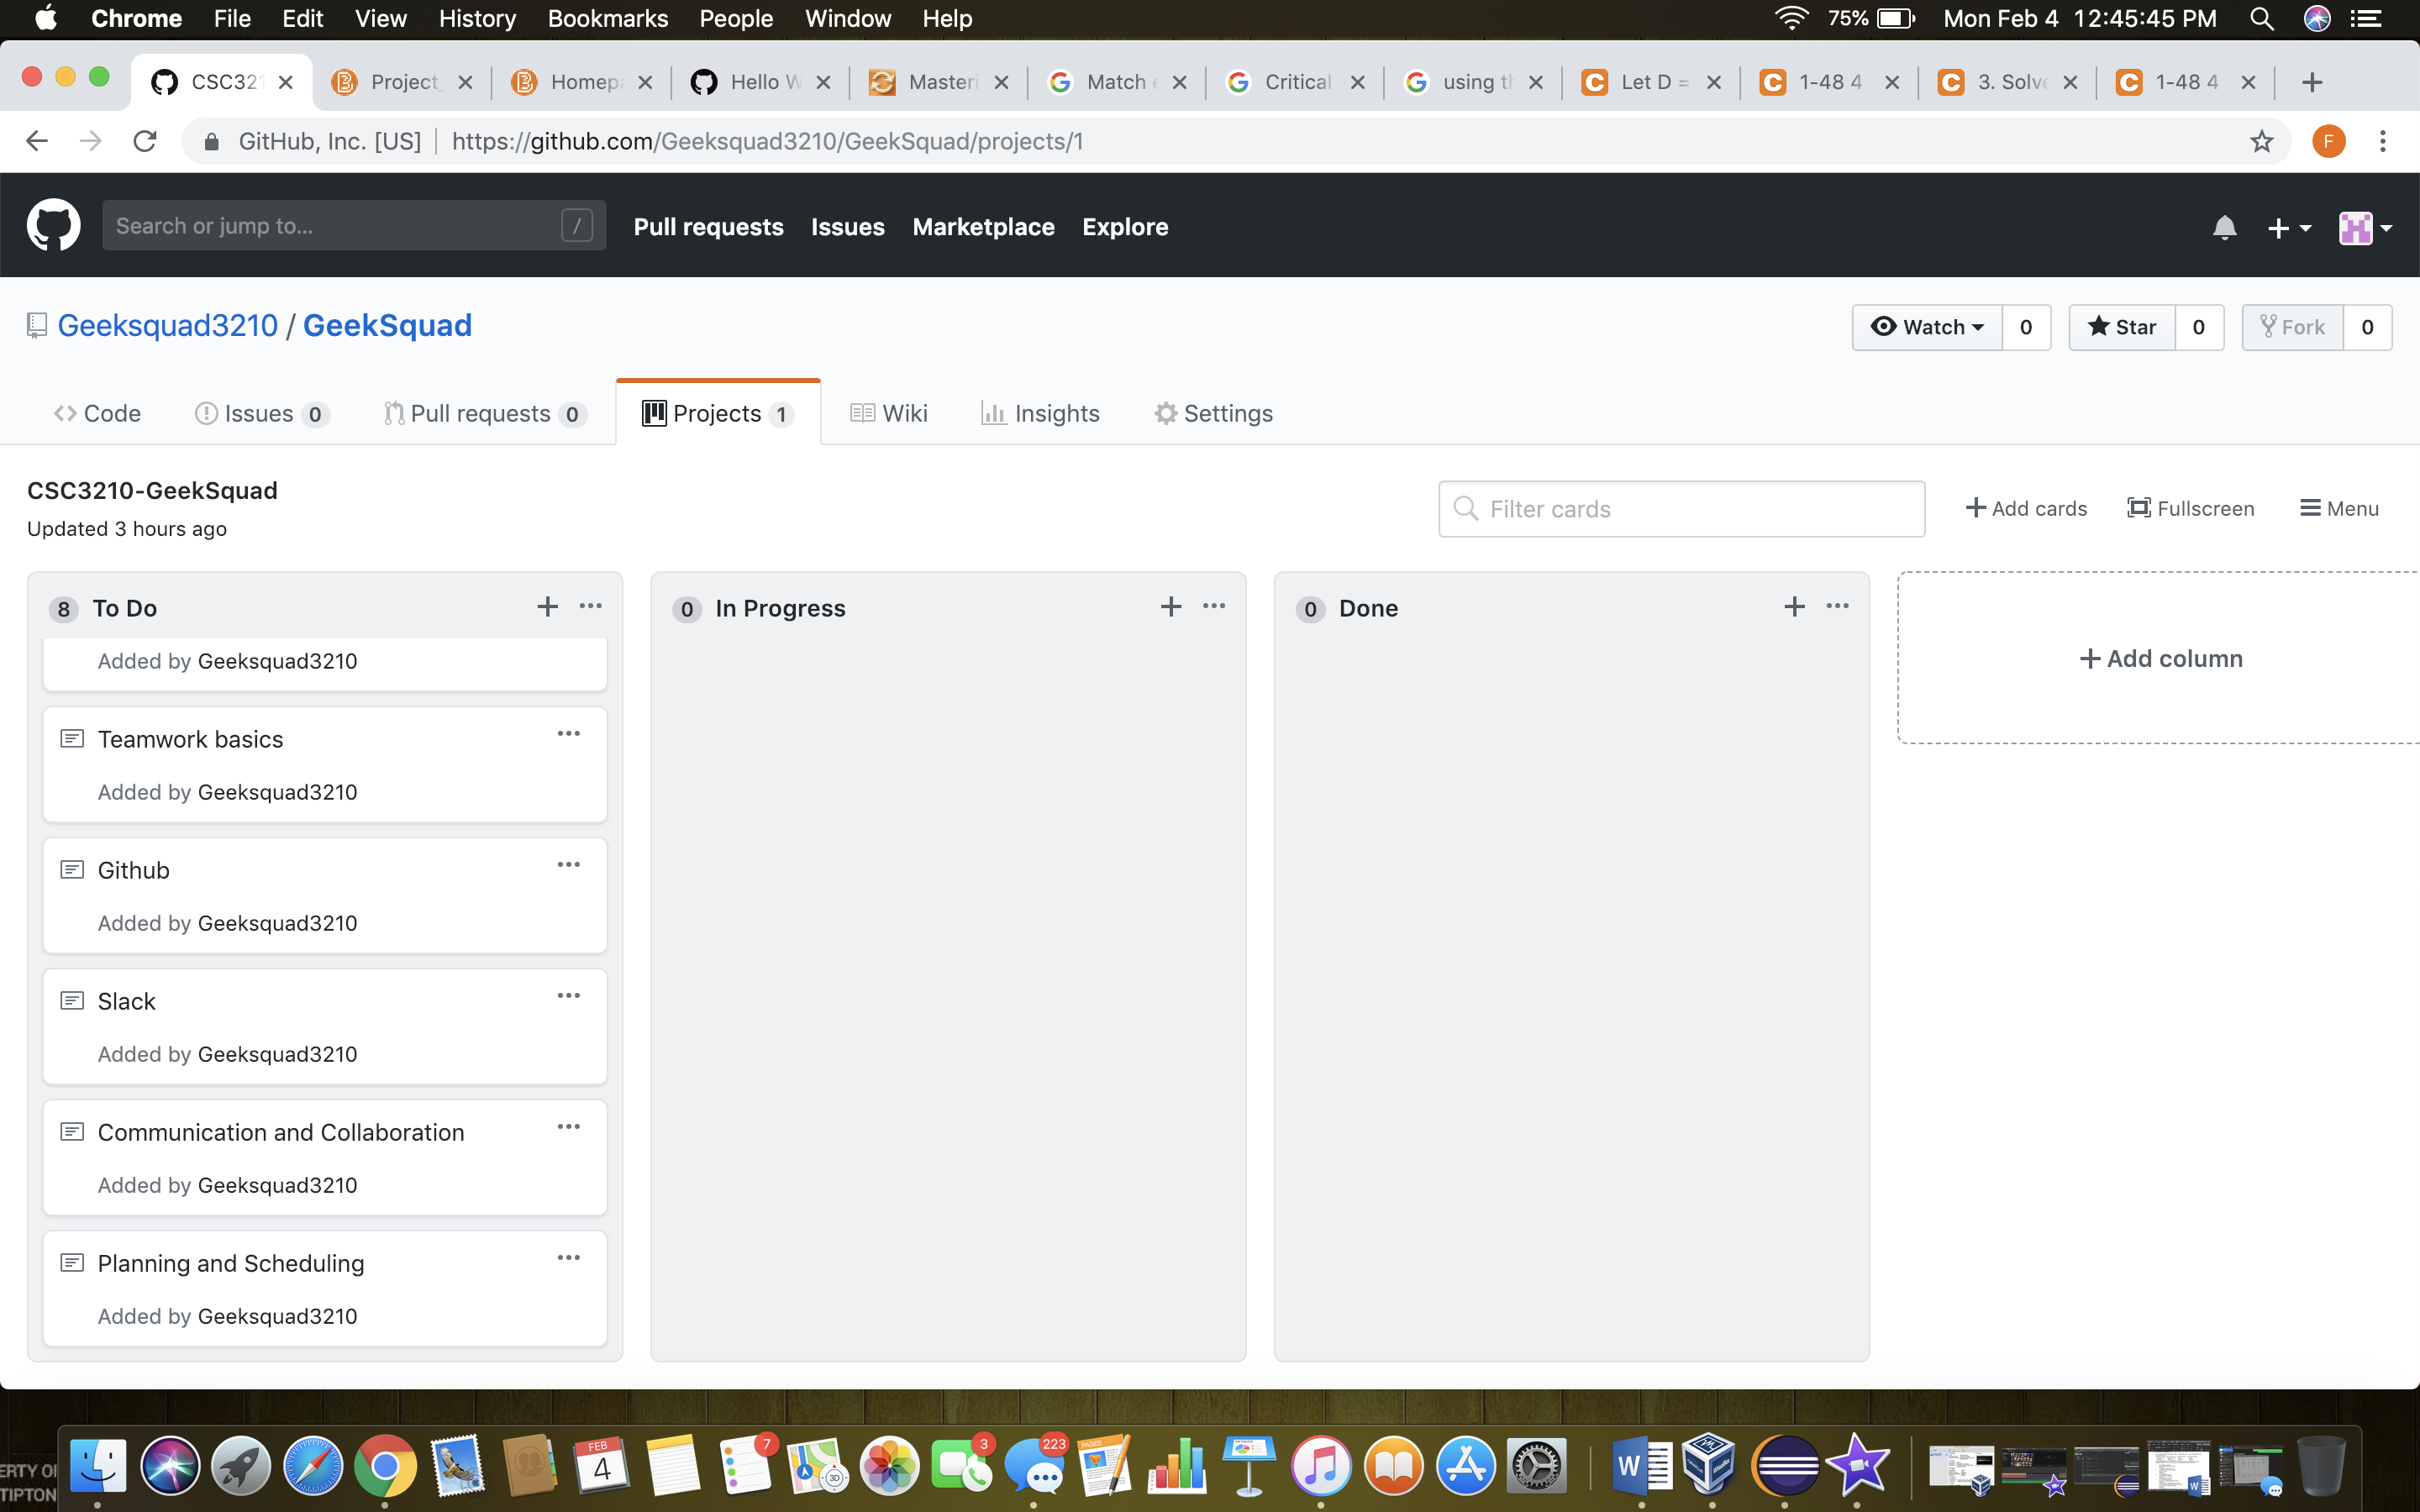 Chrome File Edit View History Bookmarks People Window Help 75% Mon Feb 4 12:45:45 PM
CSC321 Project_ Homep Hello W Masteri Match e Critical using th Let D = 1-48 4 3. Solve 1-48 4
GitHub, Inc. [US] https://github.com/Geeksquad3210/GeekSquad/projects/1 F
Search or jump to... / Pull requests Issues Marketplace Explore
Geeksquad3210 / GeekSquad Watch 0 Star 0 Fork 0
Code Issues 0 Pull requests 0 Projects 1 Wiki Insights Settings
CSC3210-GeekSquad
Updated 3 hours ago
Filter cards + Add cards Fullscreen Menu
8 To Do
Added by Geeksquad3210
Teamwork basics
Added by Geeksquad3210
Github
Added by Geeksquad3210
Slack
Added by Geeksquad3210
Communication and Collaboration
Added by Geeksquad3210
Planning and Scheduling
Added by Geeksquad3210
0 In Progress
0 Done
+ Add column
ERTY OF
TIPTON
FEB
4
7
3D
3
223
PAGES
W